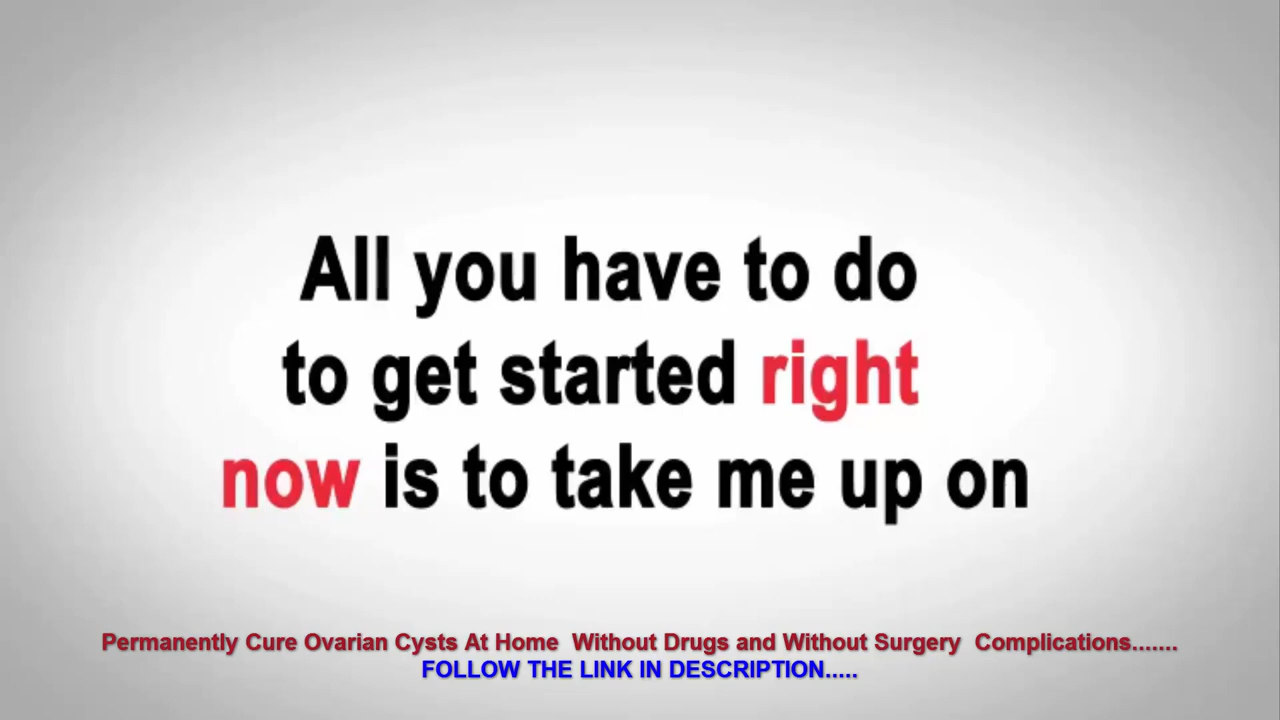 All you have to do
to get started right
now is to take me up on
Permanently Cure Ovarian Cysts At Home Without Drugs and Without Surgery Complications.......
FOLLOW THE LINK IN DESCRIPTION.....